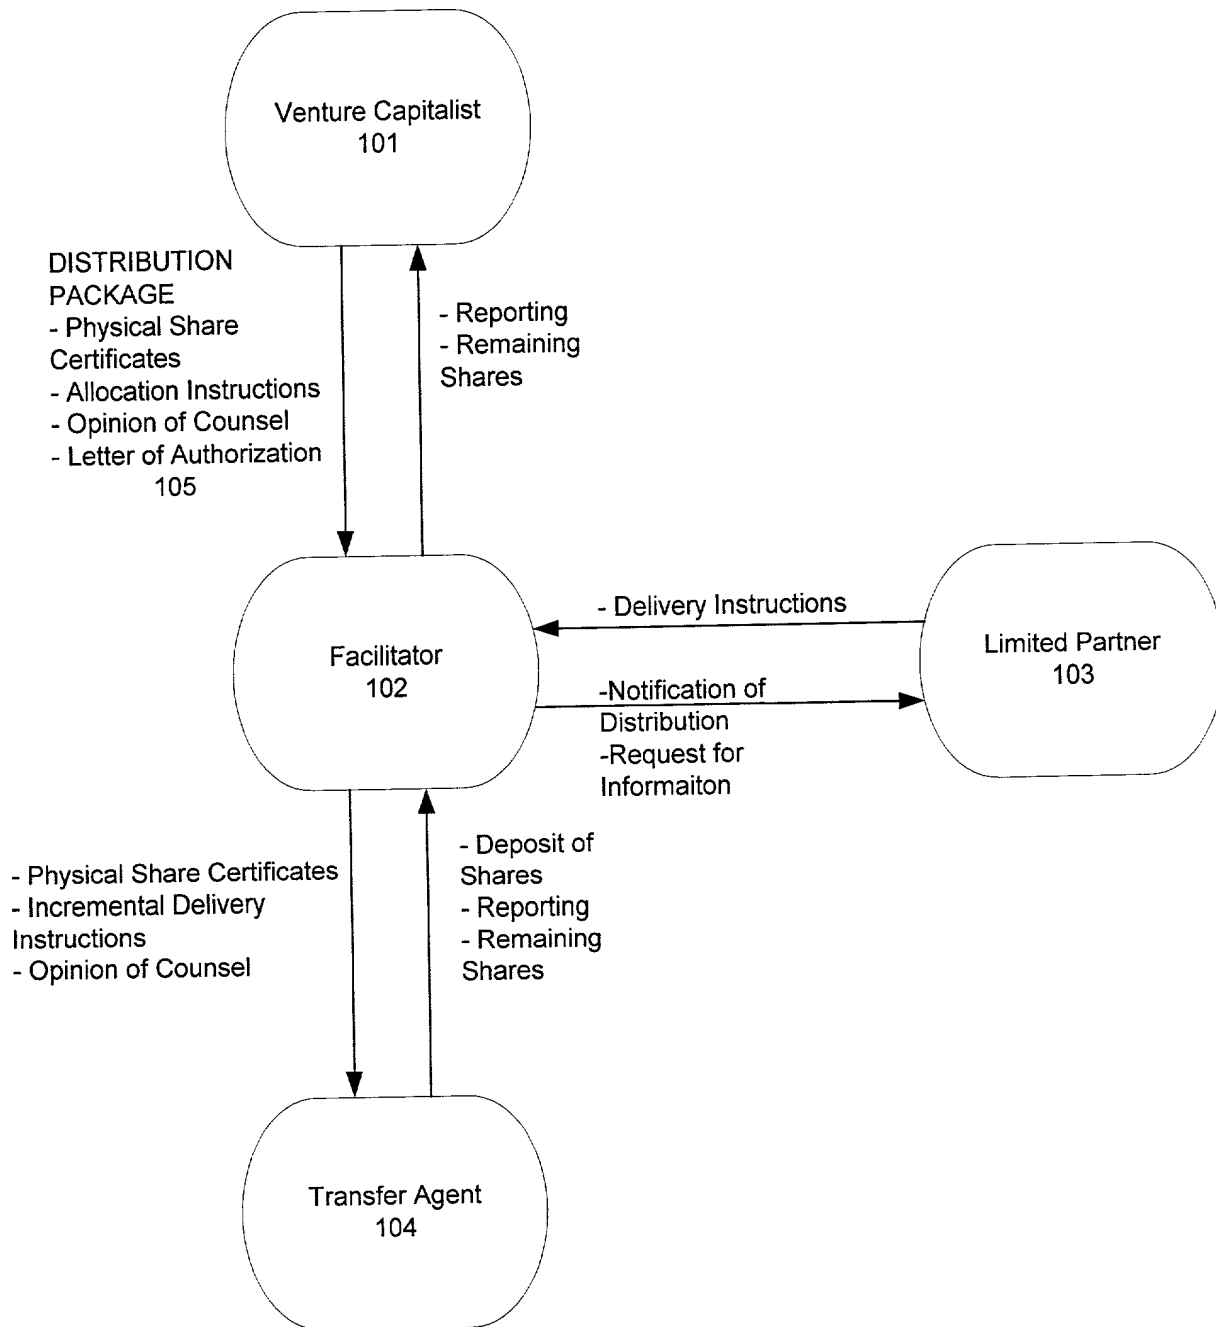 Venture Capitalist
101
DISTRIBUTION
PACKAGE
- Physical Share
Certificates
- Allocation Instructions
- Opinion of Counsel
- Letter of Authorization
105
- Reporting
- Remaining
Shares
Facilitator
102
- Delivery Instructions
-Notification of
Distribution
-Request for
Informaiton
Limited Partner
103
- Physical Share Certificates
- Incremental Delivery
Instructions
- Opinion of Counsel
- Deposit of
Shares
- Reporting
- Remaining
Shares
Transfer Agent
104